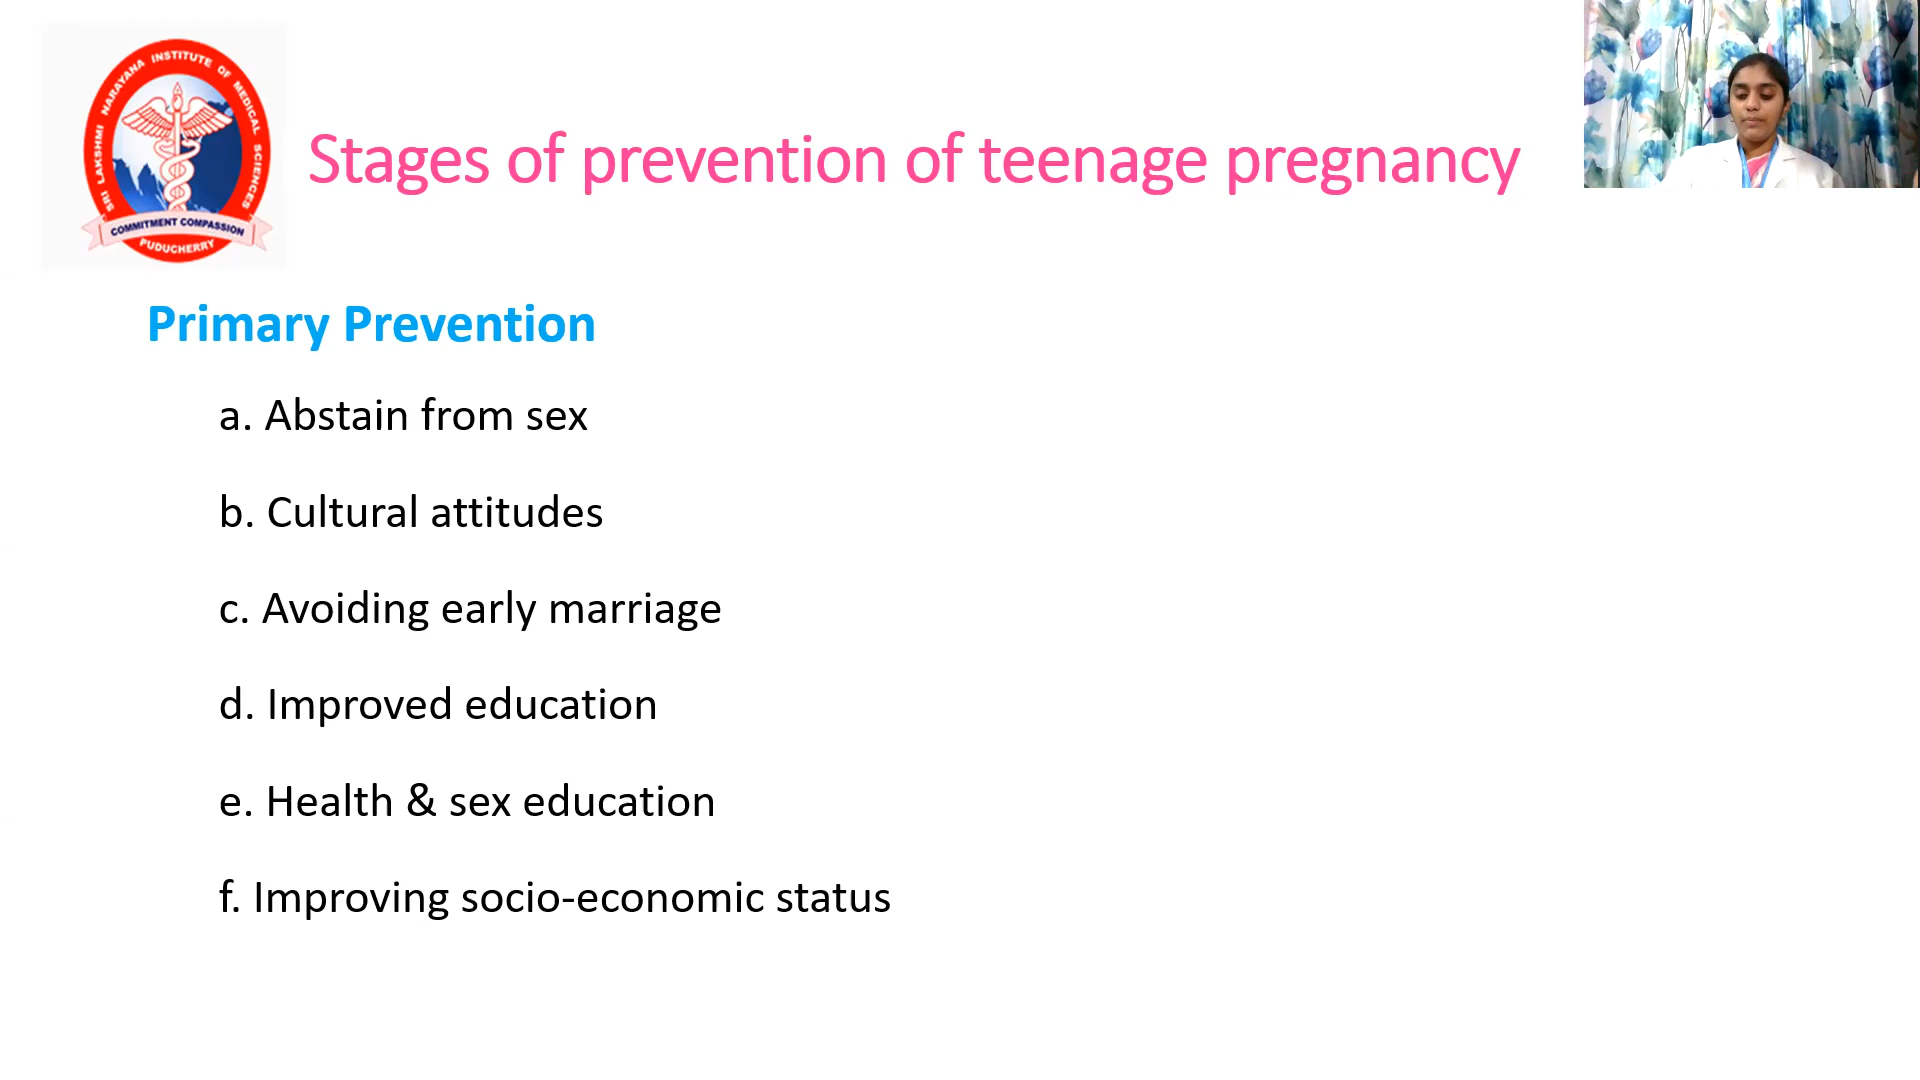 SRI LAKSHMI NARAYANA INSTITUTE OF MEDICAL SCIENCES
COMMITMENT COMPASSION
PUDUCHERRY
Stages of prevention of teenage pregnancy
Primary Prevention
a. Abstain from sex
b. Cultural attitudes
c. Avoiding early marriage
d. Improved education
e. Health & sex education
f. Improving socio-economic status